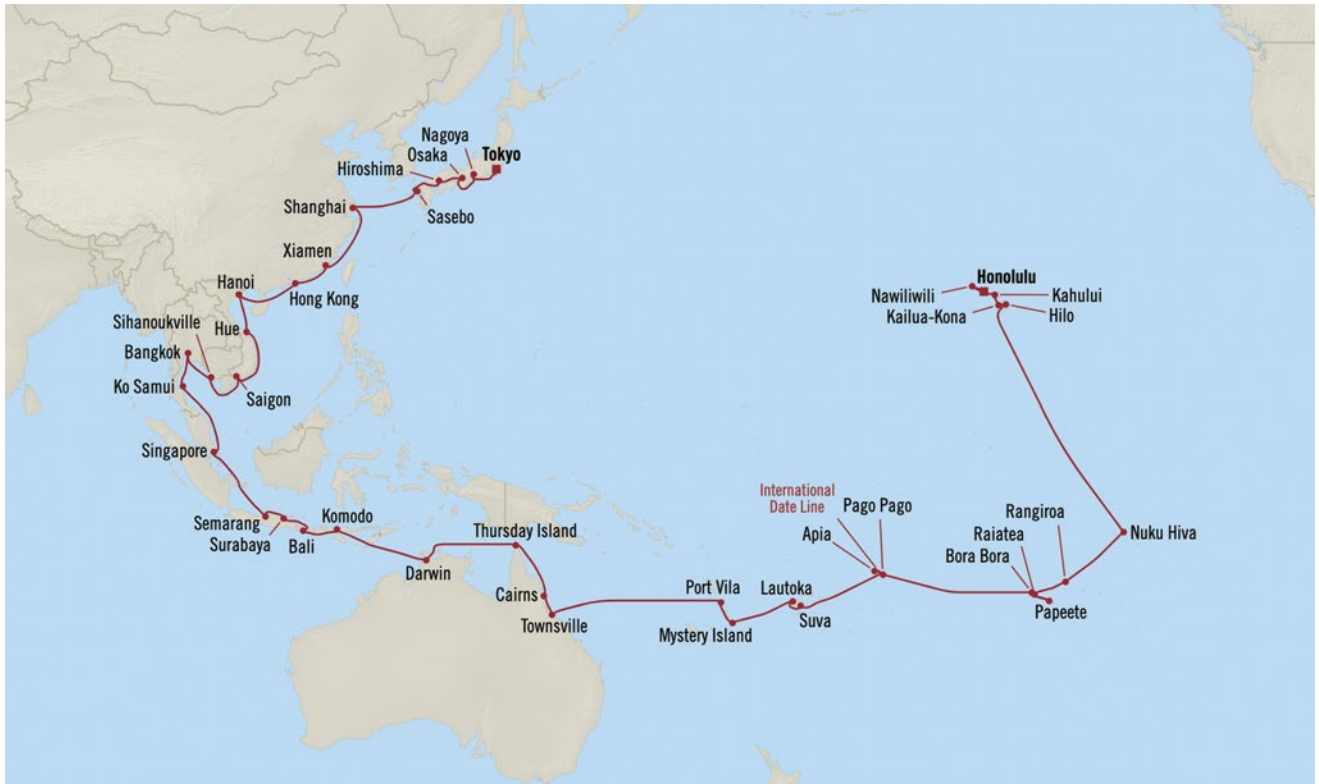 Nagoya
Osaka
Tokyo
Hiroshima
Sasebo
Shanghai
Xiamen
Hong Kong
Hanoi
Hue
Sihanoukville
Bangkok
Ko Samui
Saigon
Singapore
Semarang
Surabaya
Bali
Komodo
Darwin
Thursday Island
Cairns
Townsville
Port Vila
Mystery Island
Lautoka
Suva
International
Date Line
Apia
Pago Pago
Raiatea
Bora Bora
Rangiroa
Papeete
Nuku Hiva
Honolulu
Nawiliwili
Kahului
Kailua-Kona
Hilo